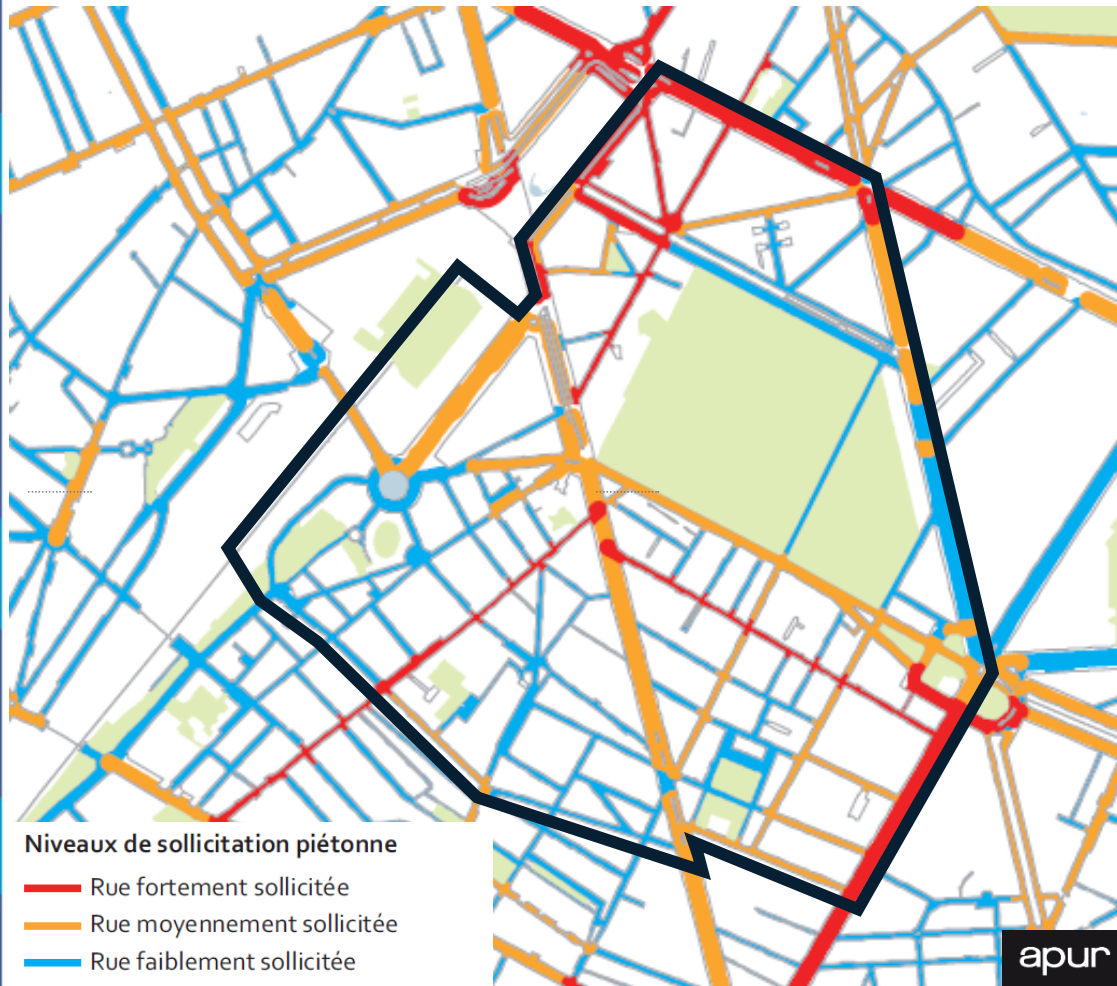 Niveaux de sollicitation piétonne
Rue fortement sollicitée
Rue moyennement sollicitée
Rue faiblement sollicitée
apur